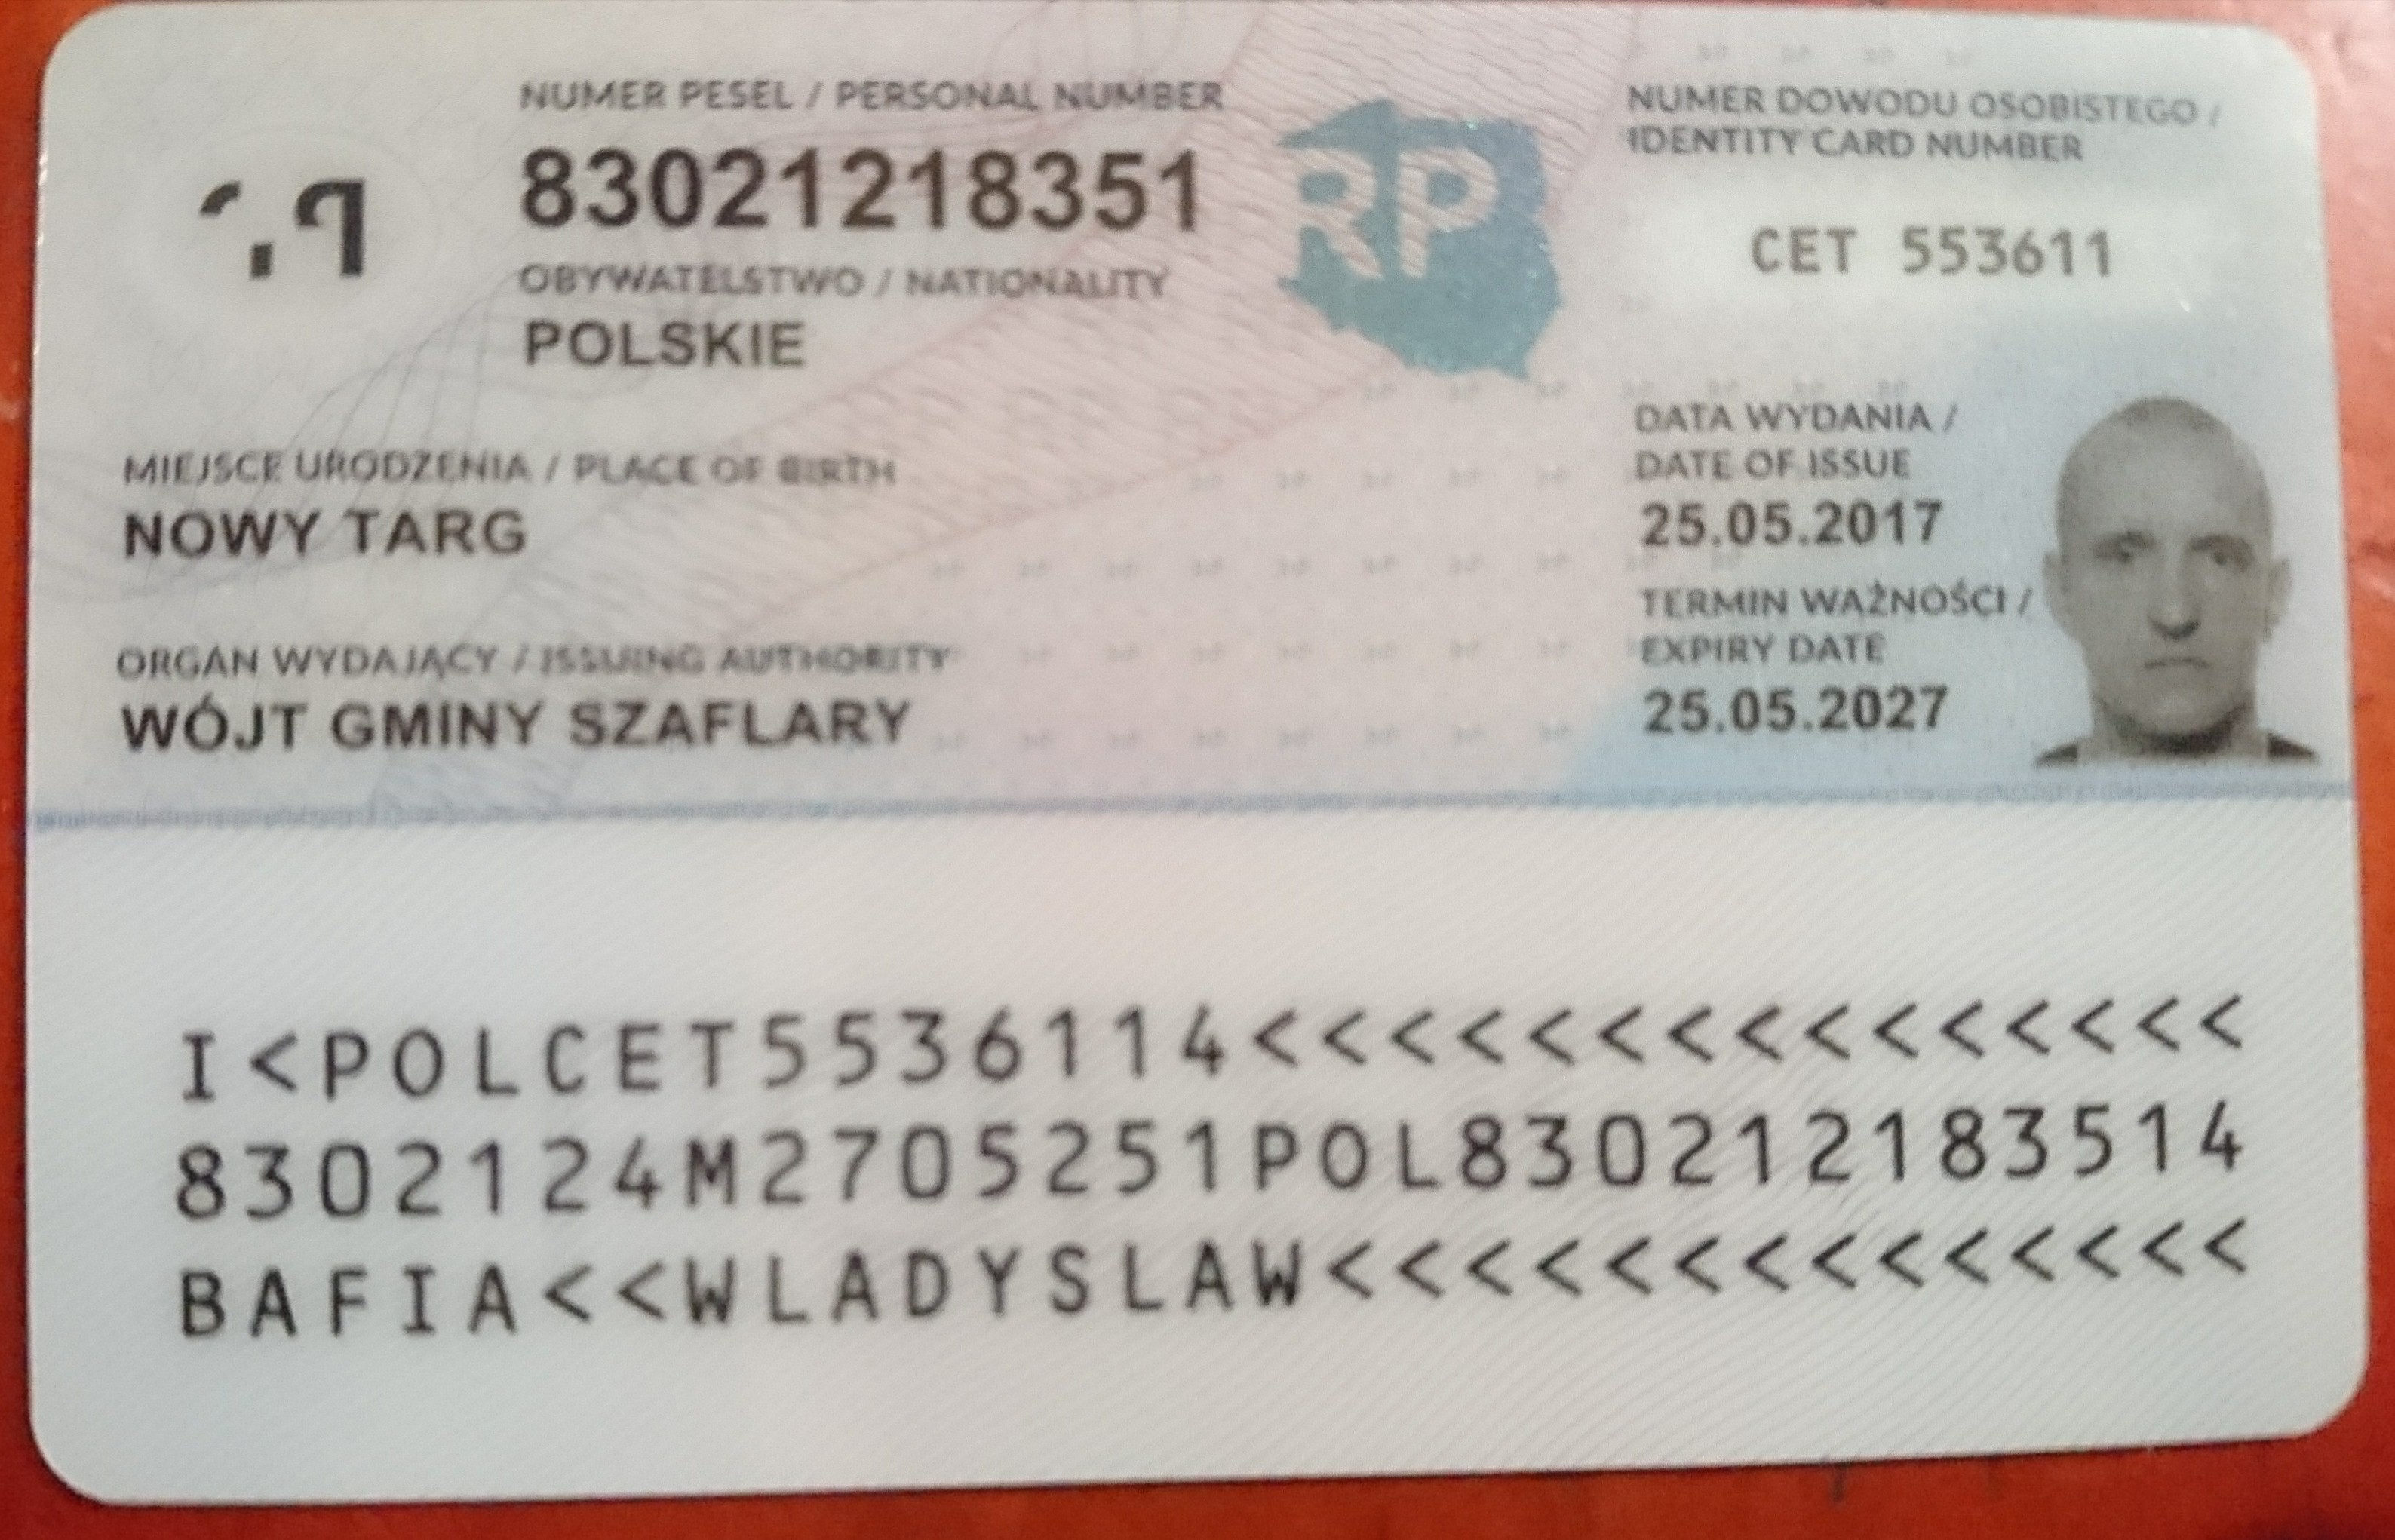 NUMER PESEL / PERSONAL NUMBER
83021218351
OBYWATELSTWO / NATIONALITY
POLSKIE
MIEJSCE URODZENIA / PLACE OF BIRTH
NOWY TARG
ORGAN WYDAJĄCY / ISSUING AUTHORITY
WÓJT GMINY SZAFLARY
RP
NUMER DOWODU OSOBISTEGO /
IDENTITY CARD NUMBER
CET 553611
DATA WYDANIA /
DATE OF ISSUE
25.05.2017
TERMIN WAŻNOŚCI /
EXPIRY DATE
25.05.2027
I<POLCET5536114<<<<<<<<<<<<<<<
8302124M2705251POL830212183514
BAFIA<<WLADYSLAW<<<<<<<<<<<<<<